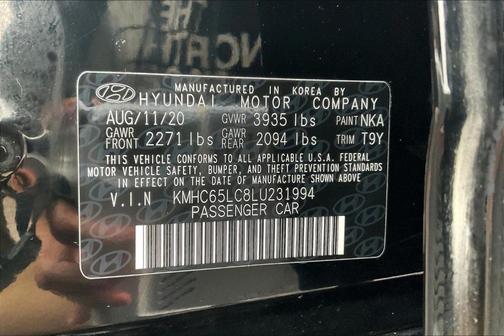 THE
MANUFACTURED IN KOREA BY
HYUNDAI MOTOR COMPANY
AUG/11/20 GVWR 3935 lbs PAINT NKA
GAWR FRONT 2271 lbs GAWR REAR 2094 lbs TRIM T9Y
THIS VEHICLE CONFORMS TO ALL APPLICABLE U.S.A. FEDERAL
MOTOR VEHICLE SAFETY, BUMPER, AND THEFT PREVENTION STANDARDS
IN EFFECT ON THE DATE OF MANUFACTURE SHOWN ABOVE.
V.I.N KMHC65LC8LU231994
PASSENGER CAR